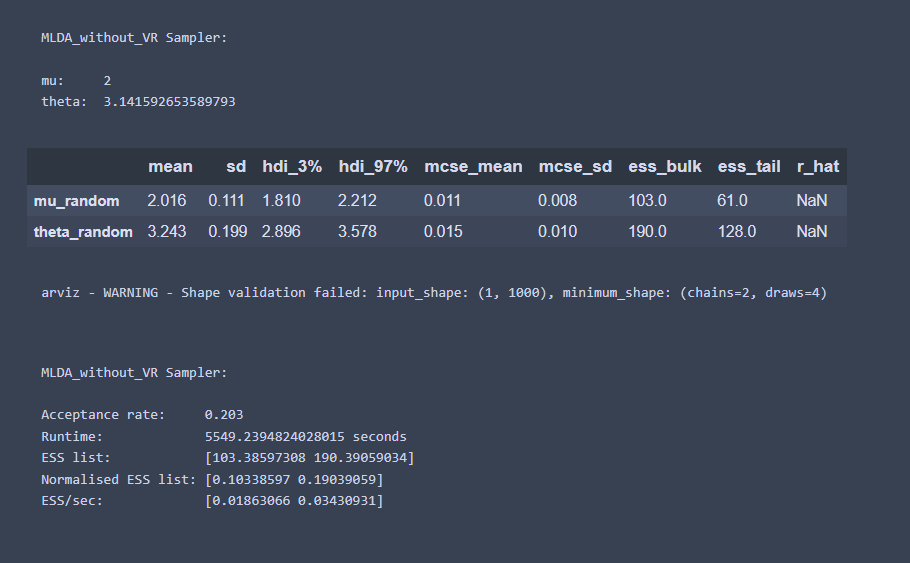 MLDA_without_VR Sampler:
mu: 2
theta: 3.141592653589793
mean sd hdi_3% hdi_97% mcse_mean mcse_sd ess_bulk ess_tail r_hat
mu_random 2.016 0.111 1.810 2.212 0.011 0.008 103.0 61.0 NaN
theta_random 3.243 0.199 2.896 3.578 0.015 0.010 190.0 128.0 NaN
arviz - WARNING - Shape validation failed: input_shape: (1, 1000), minimum_shape: (chains=2, draws=4)
MLDA_without_VR Sampler:
Acceptance rate: 0.203
Runtime: 5549.2394824028015 seconds
ESS list: [103.38597308 190.39059034]
Normalised ESS list: [0.10338597 0.19039059]
ESS/sec: [0.01863066 0.03430931]